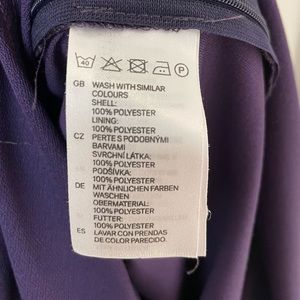 40 P
GB WASH WITH SIMILAR
COLOURS
SHELL:
100% POLYESTER
LINING:
100% POLYESTER
CZ PERTE S PODOBNÝMI
BARVAMI
SVRCHNÍ LÁTKA:
100% POLYESTER
PODŠÍVKA:
100% POLYESTER
DE MIT ÄHNLICHEN FARBEN
WASCHEN
OBERMATERIAL:
100% POLYESTER
FUTTER:
100% POLYESTER
ES LAVAR CON PRENDAS
DE COLOR PARECIDO.